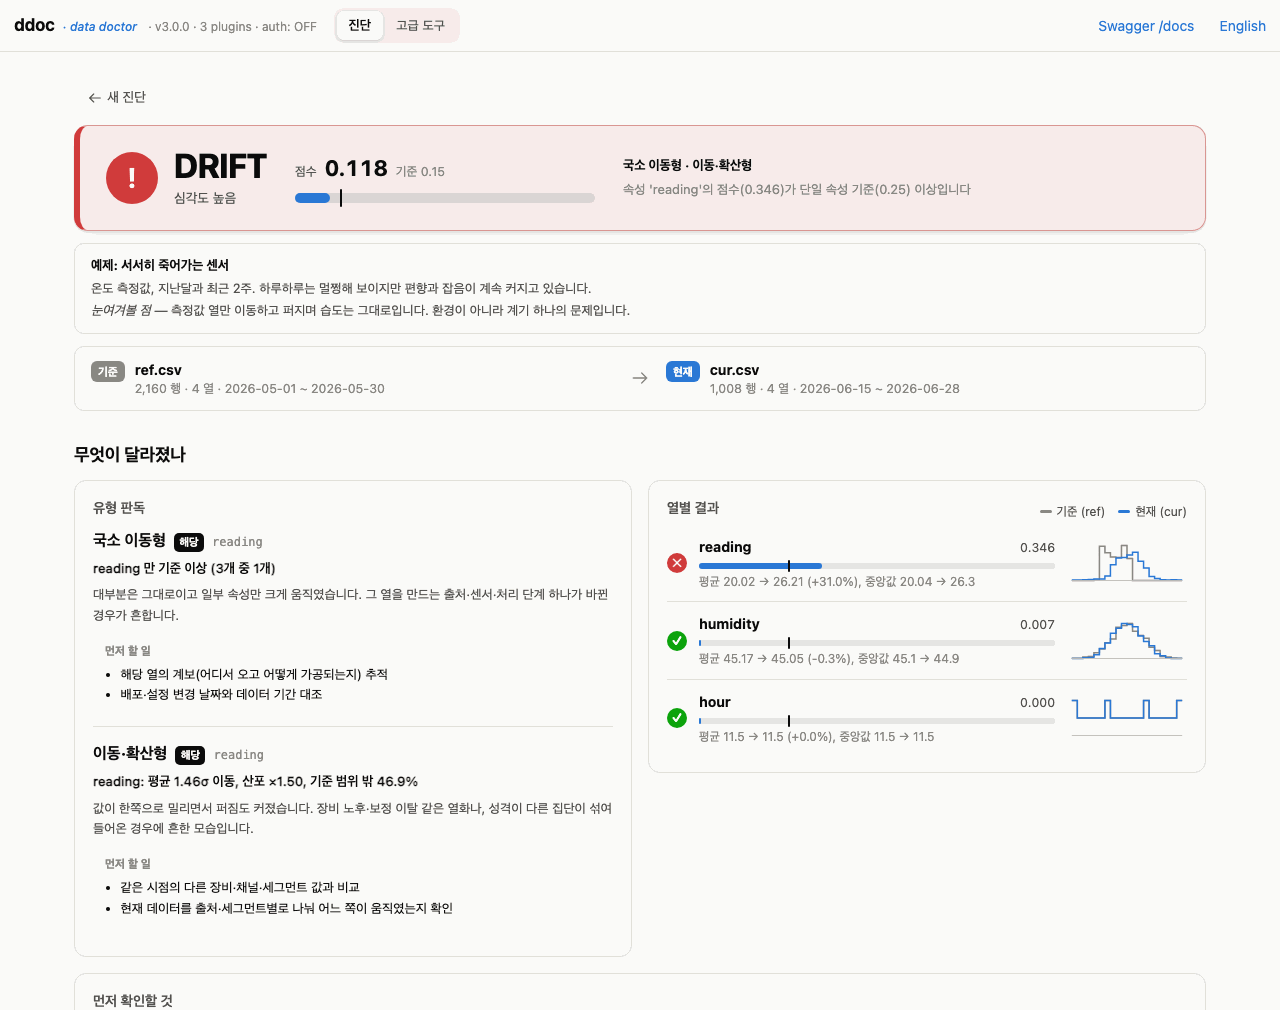 ddoc · data doctor · v3.0.0 · 3 plugins · auth: OFF 진단 고급 도구 Swagger /docs English
← 새 진단
! DRIFT
심각도 높음
점수 0.118 기준 0.15
국소 이동형 · 이동·확산형
속성 'reading'의 점수(0.346)가 단일 속성 기준(0.25) 이상입니다
예제: 서서히 죽어가는 센서
온도 측정값, 지난달과 최근 2주. 하루하루는 멀쩡해 보이지만 편향과 잡음이 계속 커지고 있습니다.
눈여겨볼 점 — 측정값 열만 이동하고 퍼지며 습도는 그대로입니다. 환경이 아니라 계기 하나의 문제입니다.
기준 ref.csv
2,160 행 · 4 열 · 2026-05-01 ~ 2026-05-30
→
현재 cur.csv
1,008 행 · 4 열 · 2026-06-15 ~ 2026-06-28
무엇이 달라졌나
유형 판독
국소 이동형 해당 reading
reading 만 기준 이상 (3개 중 1개)
대부분은 그대로이고 일부 속성만 크게 움직였습니다. 그 열을 만드는 출처·센서·처리 단계 하나가 바뀐
경우가 흔합니다.
먼저 할 일
• 해당 열의 계보(어디서 오고 어떻게 가공되는지) 추적
• 배포·설정 변경 날짜와 데이터 기간 대조
이동·확산형 해당 reading
reading: 평균 1.46σ 이동, 산포 ×1.50, 기준 범위 밖 46.9%
값이 한쪽으로 밀리면서 퍼짐도 커졌습니다. 장비 노후·보정 이탈 같은 열화나, 성격이 다른 집단이 섞여
들어온 경우에 흔한 모습입니다.
먼저 할 일
• 같은 시점의 다른 장비·채널·세그먼트 값과 비교
• 현재 데이터를 출처·세그먼트별로 나눠 어느 쪽이 움직였는지 확인
열별 결과 기준 (ref) 현재 (cur)
reading 0.346
평균 20.02 → 26.21 (+31.0%), 중앙값 20.04 → 26.3
humidity 0.007
평균 45.17 → 45.05 (-0.3%), 중앙값 45.1 → 44.9
hour 0.000
평균 11.5 → 11.5 (+0.0%), 중앙값 11.5 → 11.5
먼저 확인할 것